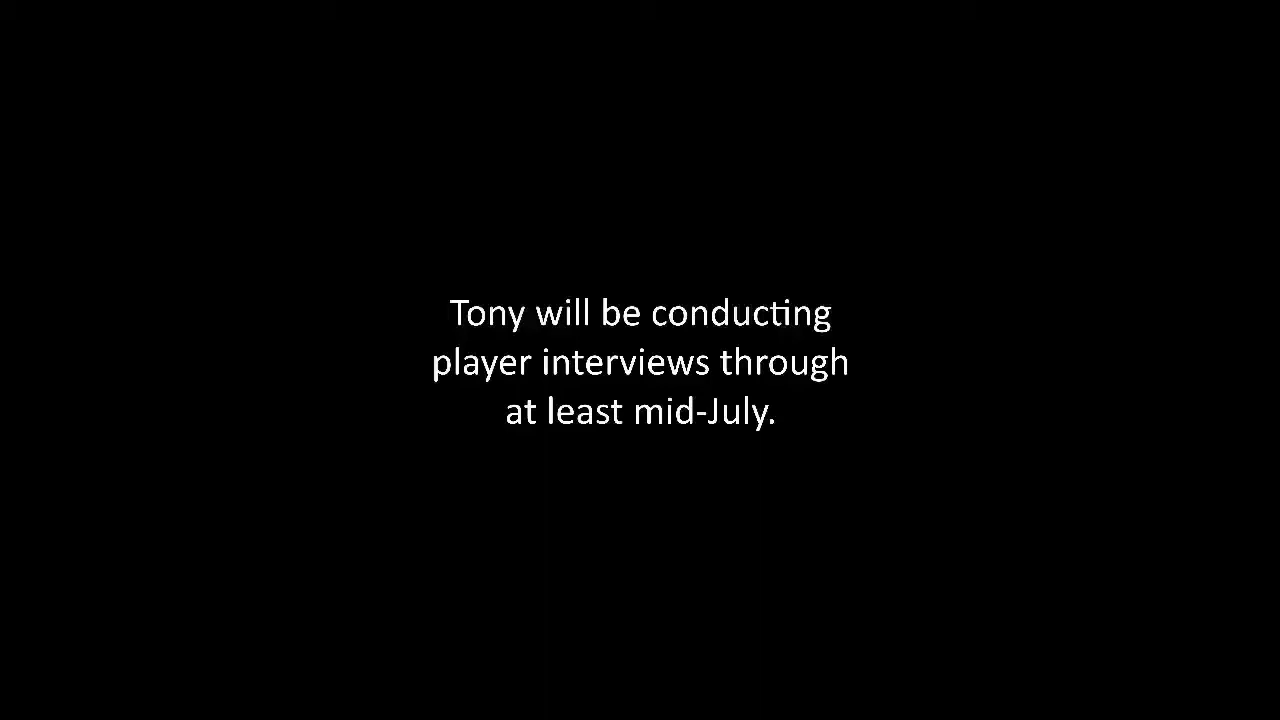 Tony will be conducting
player interviews through
at least mid-July.